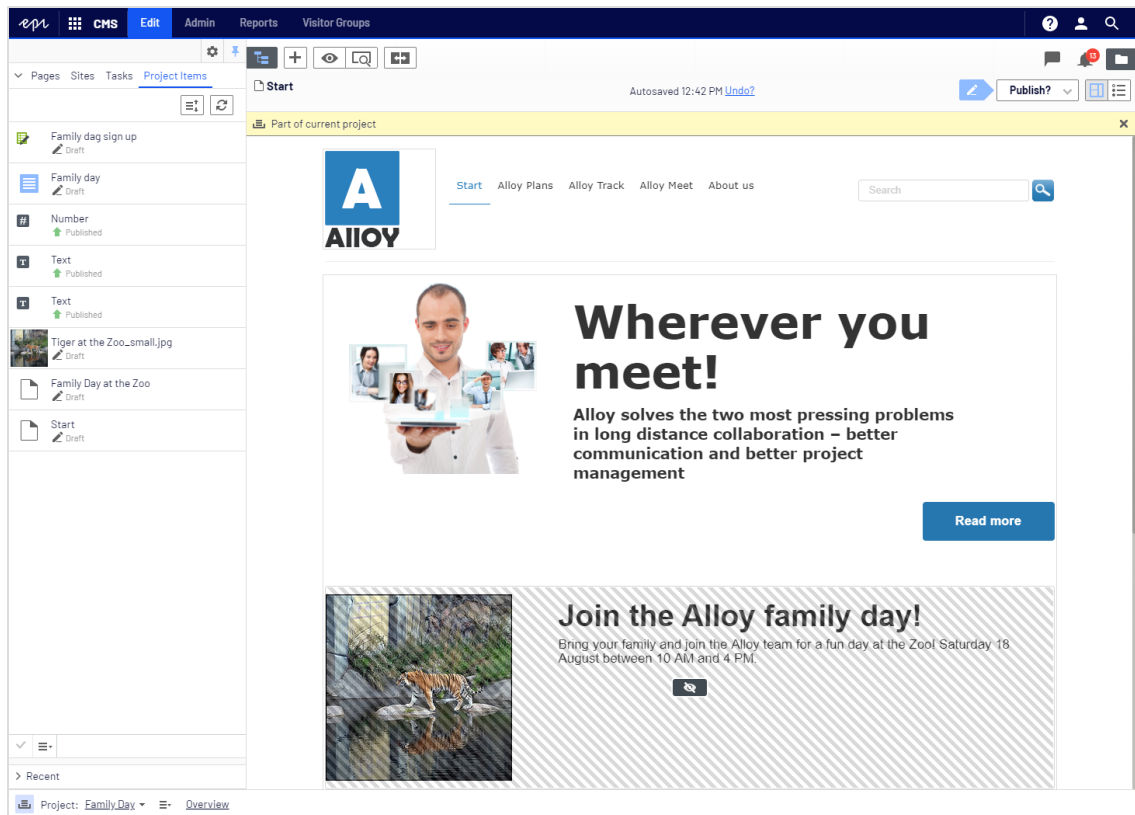 epi CMS Edit Admin Reports Visitor Groups
13
Pages Sites Tasks Project Items
Start
Autosaved 12:42 PM Undo?
Publish?
Part of current project
Family dag sign up
Draft
Family day
Draft
# Number
Published
T Text
Published
T Text
Published
Tiger at the Zoo_small.jpg
Draft
Family Day at the Zoo
Draft
Start
Draft
Recent
Project: Family Day Overview
A
Alloy
Start Alloy Plans Alloy Track Alloy Meet About us
Search
Wherever you
meet!
Alloy solves the two most pressing problems
in long distance collaboration – better
communication and better project
management
Read more
Join the Alloy family day!
Bring your family and join the Alloy team for a fun day at the Zoo! Saturday 18
August between 10 AM and 4 PM.